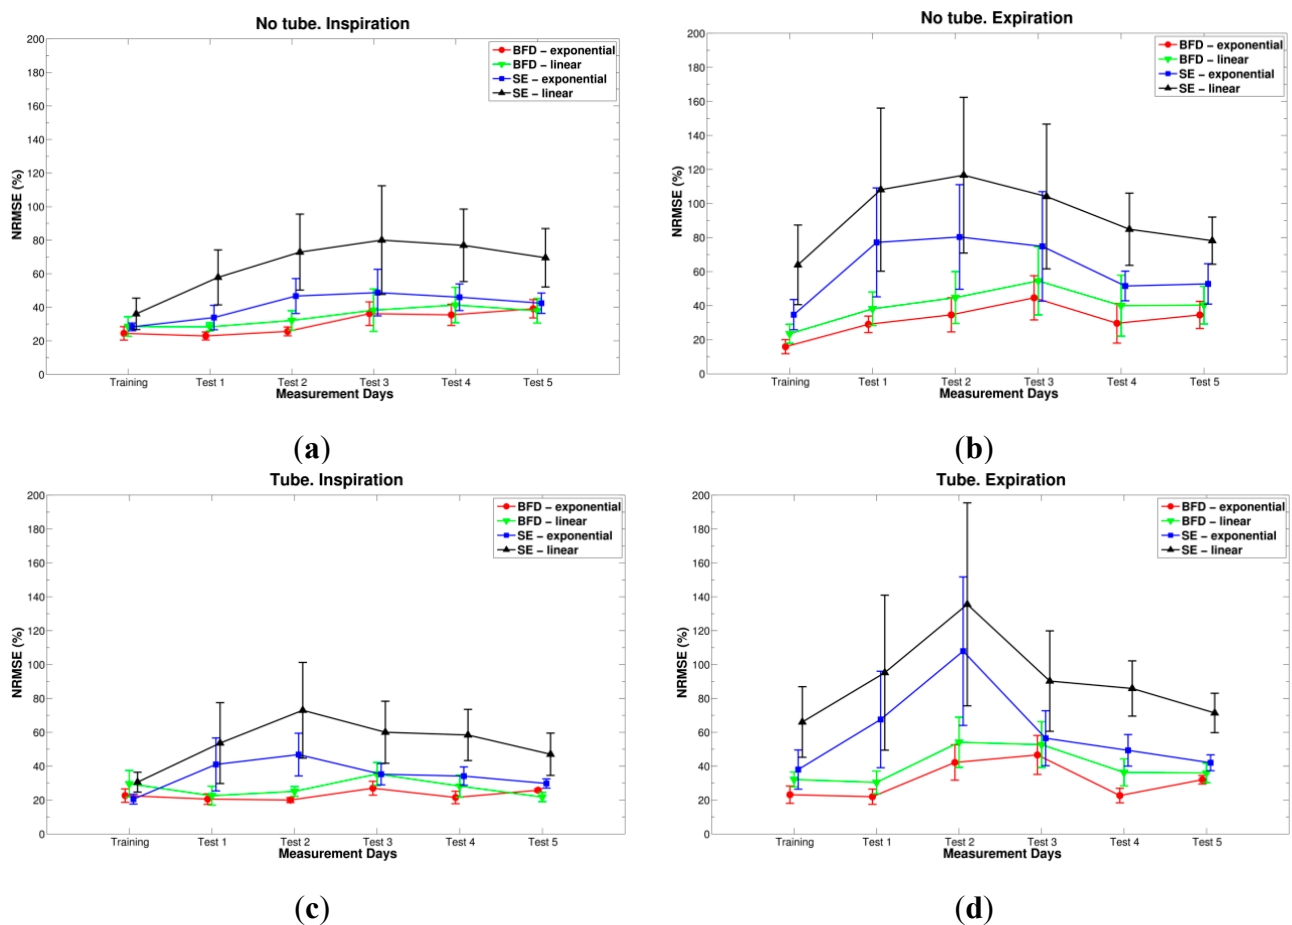 No tube. Inspiration
200
180
160
140
120
100
80
60
40
20
0
NRMSE (%)
BFD – exponential
BFD – linear
SE – exponential
SE – linear
Training
Test 1
Test 2
Test 3
Test 4
Test 5
Measurement Days
(a)
No tube. Expiration
200
180
160
140
120
100
80
60
40
20
0
NRMSE (%)
BFD – exponential
BFD – linear
SE – exponential
SE – linear
Training
Test 1
Test 2
Test 3
Test 4
Test 5
Measurement Days
(b)
Tube. Inspiration
200
180
160
140
120
100
80
60
40
20
0
NRMSE (%)
BFD – exponential
BFD – linear
SE – exponential
SE – linear
Training
Test 1
Test 2
Test 3
Test 4
Test 5
Measurement Days
(c)
Tube. Expiration
200
180
160
140
120
100
80
60
40
20
0
NRMSE (%)
BFD – exponential
BFD – linear
SE – exponential
SE – linear
Training
Test 1
Test 2
Test 3
Test 4
Test 5
Measurement Days
(d)